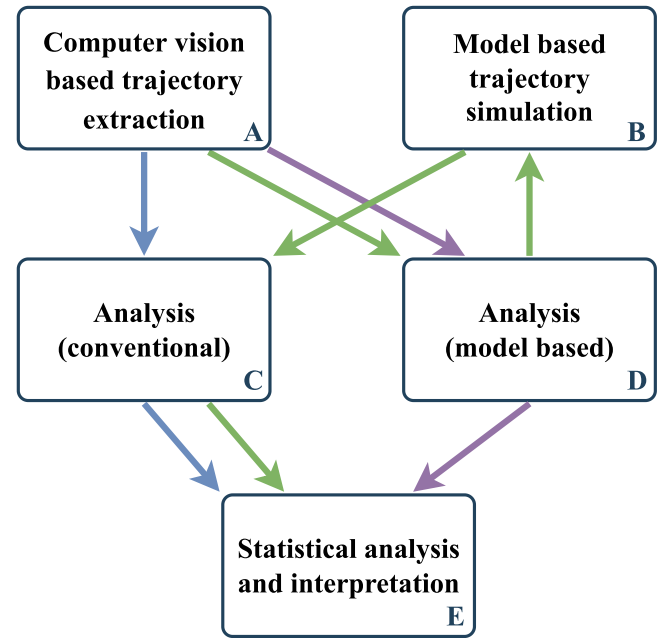 Computer vision
based trajectory
extraction
A
Model based
trajectory
simulation
B
Analysis
(conventional)
C
Analysis
(model based)
D
Statistical analysis
and interpretation
E